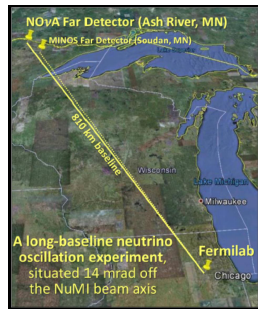 NOvA Far Detector (Ash River, MN)
MINOS Far Detector (Soudan, MN)
810 km baseline
Wisconsin
Lake Michigan
Milwaukee
Fermilab
Chicago
A long-baseline neutrino
oscillation experiment,
situated 14 mrad off
the NuMI beam axis